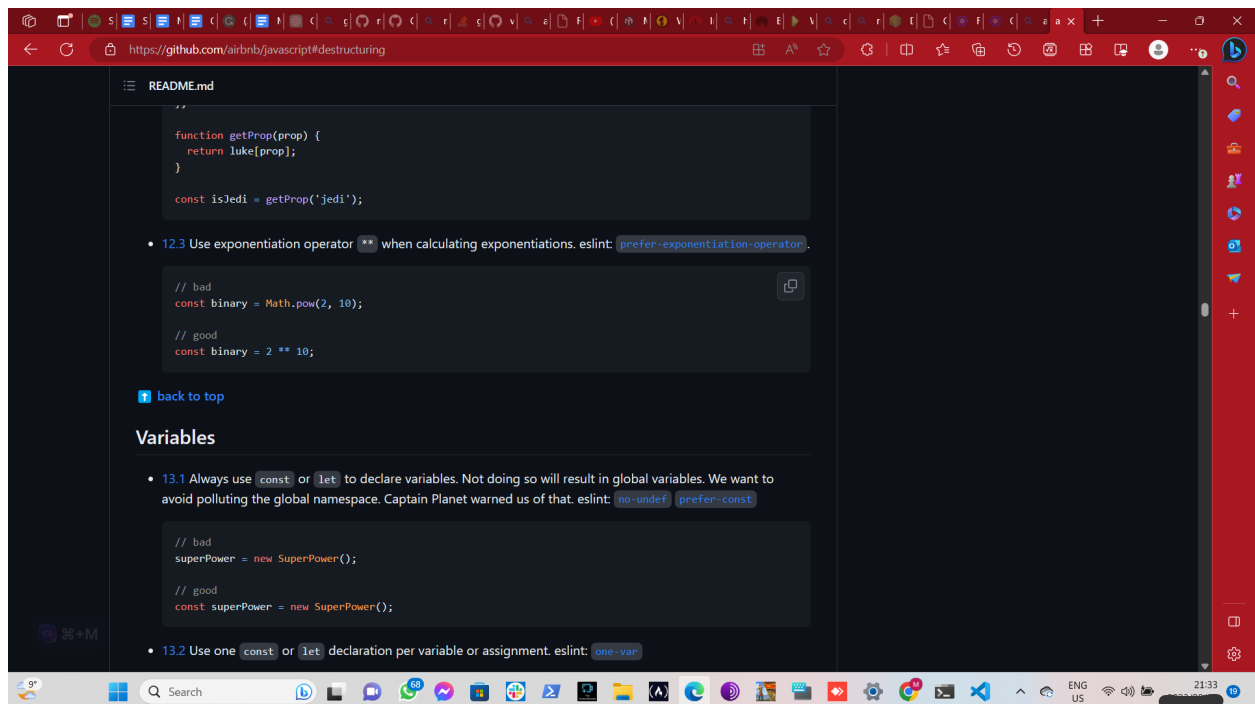 https://github.com/airbnb/javascript#destructuring
README.md
function getProp(prop) {
return luke[prop];
}
const isJedi = getProp('jedi');
12.3 Use exponentiation operator ** when calculating exponentiations. eslint: prefer-exponentiation-operator.
// bad
const binary = Math.pow(2, 10);
// good
const binary = 2 ** 10;
back to top
Variables
13.1 Always use const or let to declare variables. Not doing so will result in global variables. We want to
avoid polluting the global namespace. Captain Planet warned us of that. eslint: no-undef prefer-const
// bad
superPower = new SuperPower();
// good
const superPower = new SuperPower();
⌘+M
13.2 Use one const or let declaration per variable or assignment. eslint: one-var
9°
Search
68
ENG
US
21:33
19